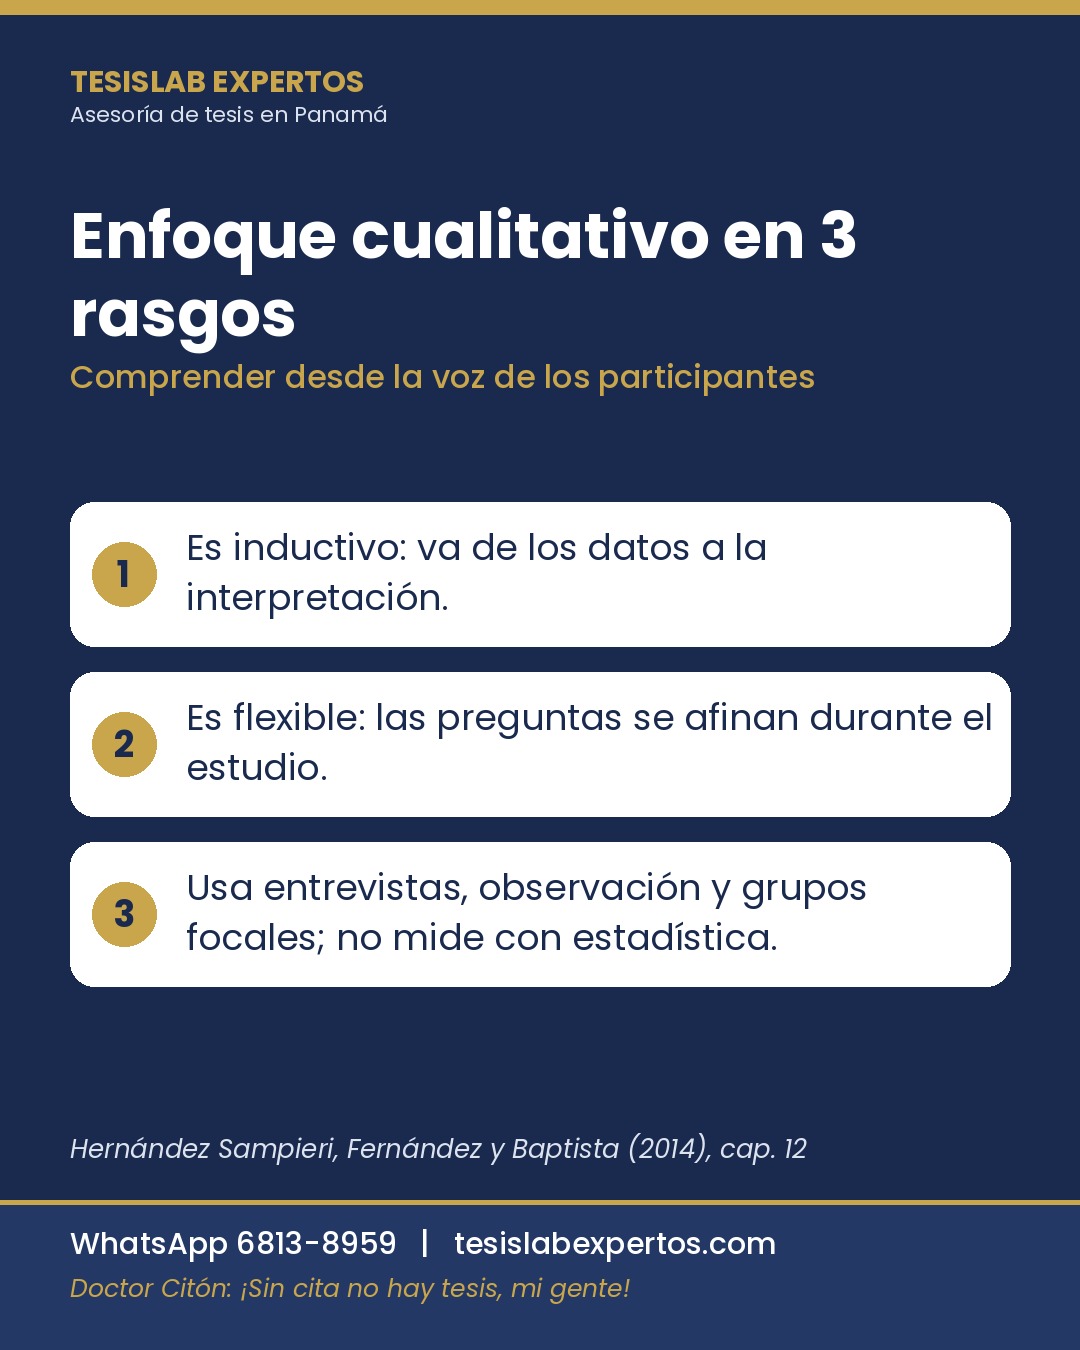 TESISLAB EXPERTOS
Asesoría de tesis en Panamá
Enfoque cualitativo en 3
rasgos
Comprender desde la voz de los participantes
1
Es inductivo: va de los datos a la
interpretación.
2
Es flexible: las preguntas se afinan durante el
estudio.
3
Usa entrevistas, observación y grupos
focales; no mide con estadística.
Hernández Sampieri, Fernández y Baptista (2014), cap. 12
WhatsApp 6813-8959 | tesislabexpertos.com
Doctor Citón: ¡Sin cita no hay tesis, mi gente!